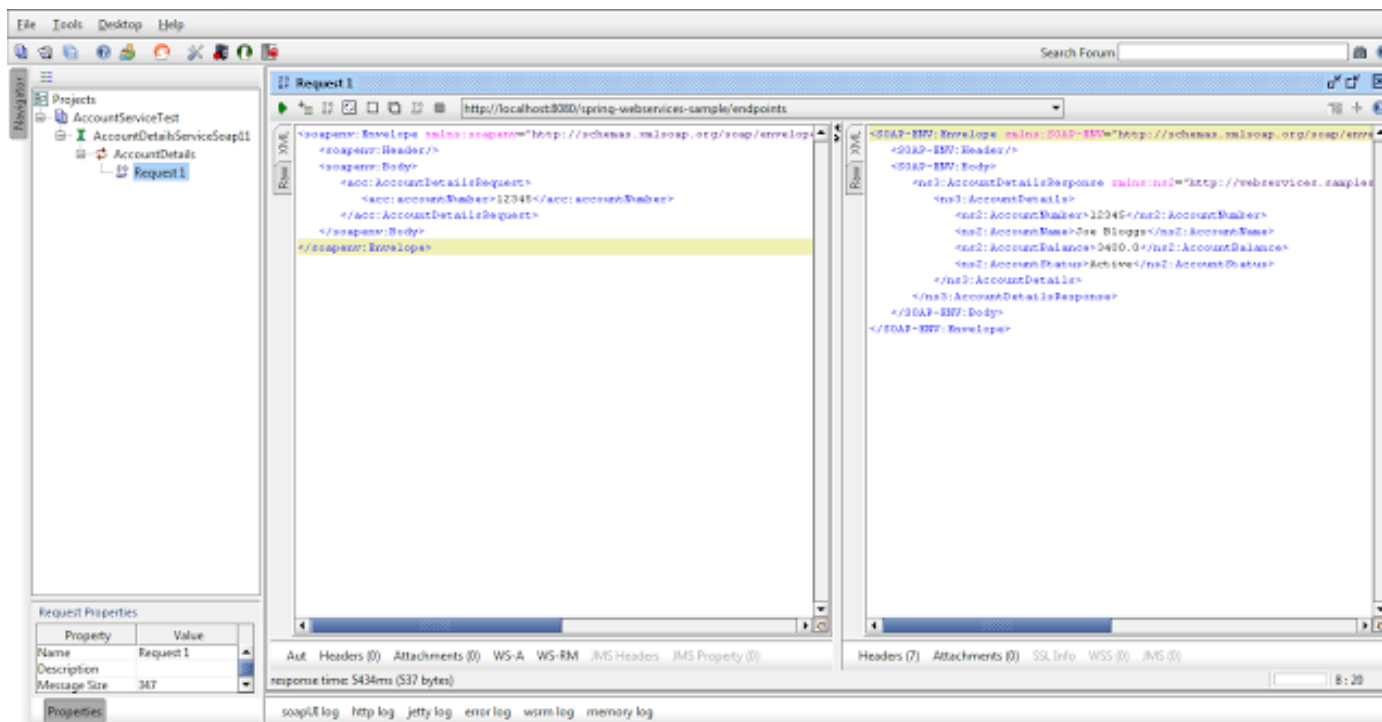 File Tools Desktop Help
Search Forum
Navigator
Projects
AccountServiceTest
AccountDetailsServiceSoap11
AccountDetails
Request 1
Request Properties
Property Value
Name Request 1
Description
Message Size 347
Properties
Request 1
http://localhost:8080/spring-webservices-sample/endpoints
XML
Raw
<soapenv:Envelope xmlns:soapenv="http://schemas.xmlsoap.org/soap/envelop
<soapenv:Header/>
<soapenv:Body>
<acc:AccountDetailsRequest>
<acc:accountNumber>12345</acc:accountNumber>
</acc:AccountDetailsRequest>
</soapenv:Body>
</soapenv:Envelope>
Aut Headers (0) Attachments (0) WS-A WS-RM JMS Headers JMS Property (0)
XML
Raw
<SOAP-ENV:Envelope xmlns:SOAP-ENV="http://schemas.xmlsoap.org/soap/enve
<SOAP-ENV:Header/>
<SOAP-ENV:Body>
<ns3:AccountDetailsResponse xmlns:ns2="http://webservices.samples
<ns3:AccountDetails>
<ns2:AccountNumber>12345</ns2:AccountNumber>
<ns2:AccountName>Joe Bloggs</ns2:AccountName>
<ns2:AccountBalance>3400.0</ns2:AccountBalance>
<ns2:AccountStatus>Active</ns2:AccountStatus>
</ns3:AccountDetails>
</ns3:AccountDetailsResponse>
</SOAP-ENV:Body>
</SOAP-ENV:Envelope>
Headers (7) Attachments (0) SSL Info WSS (0) JMS (0)
response time: 5434ms (537 bytes)
8 : 20
soapUI log http log jetty log error log wsrm log memory log